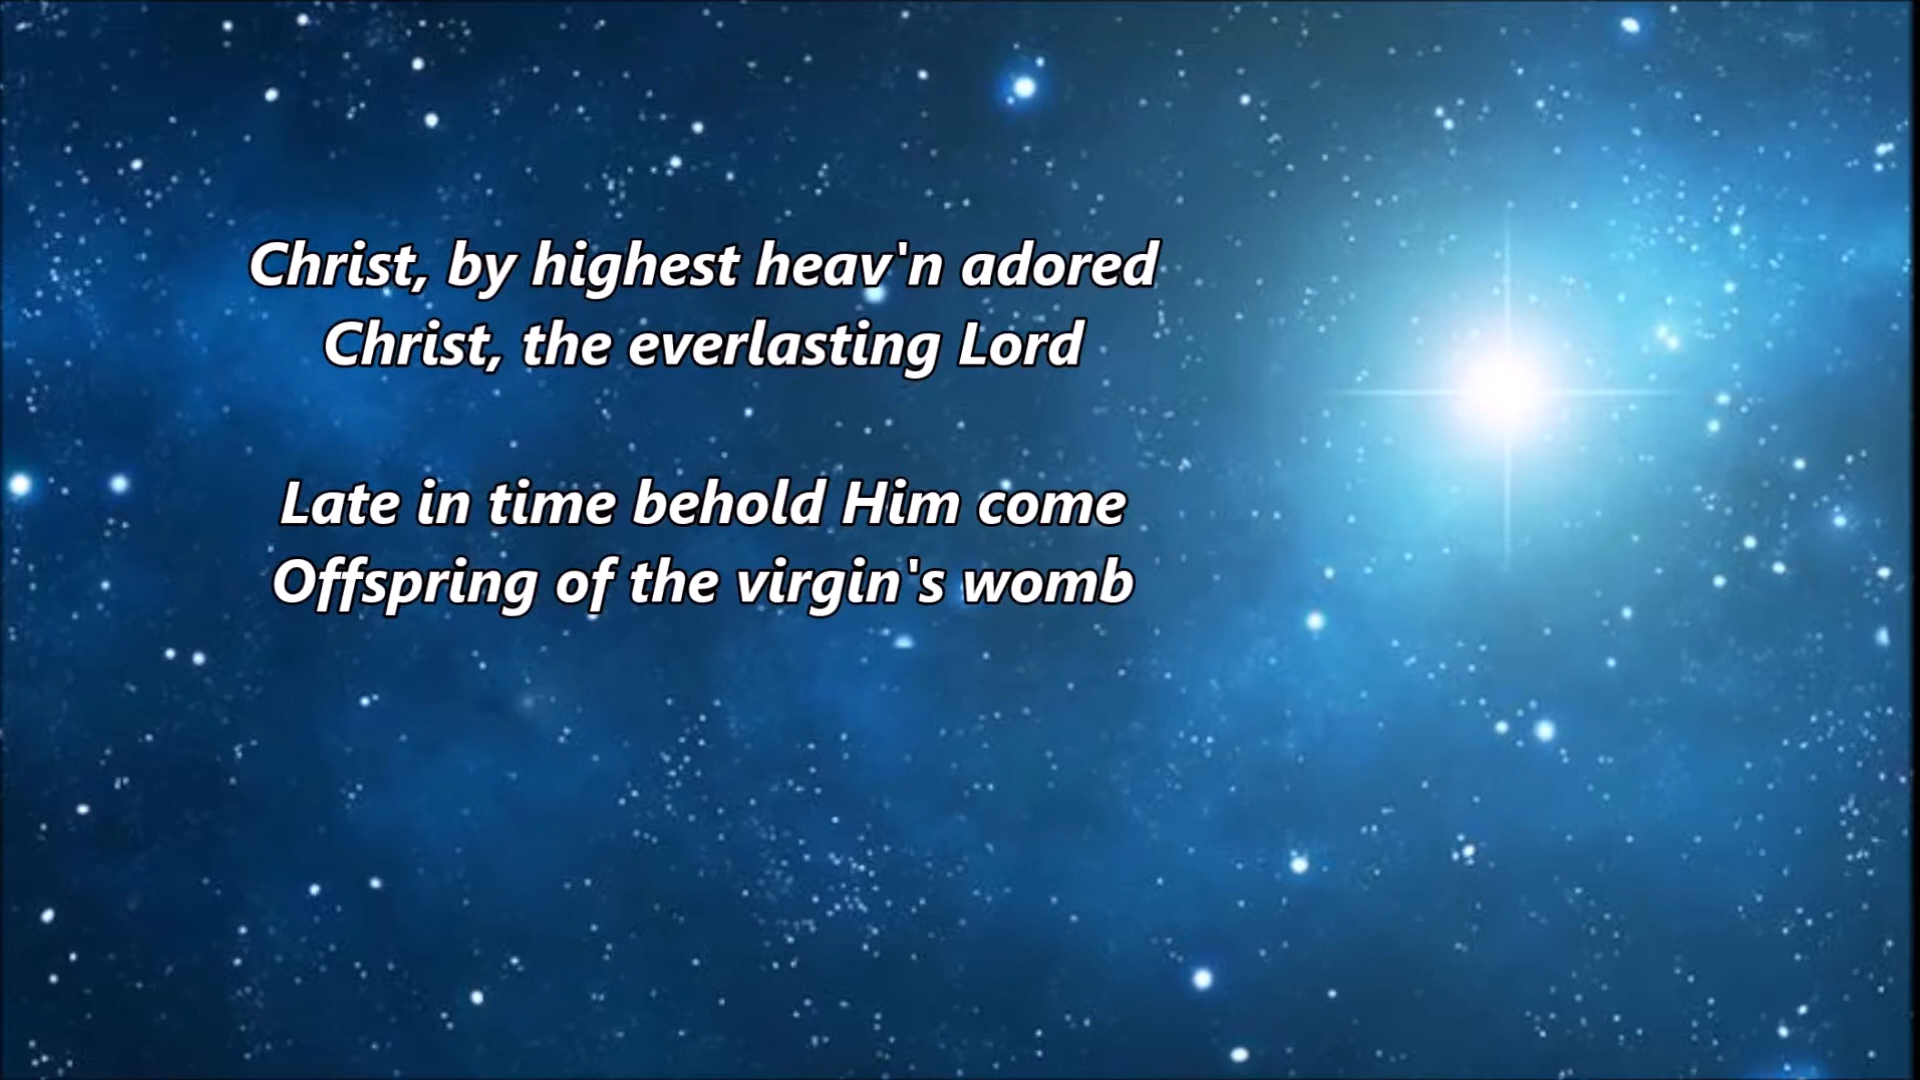 Christ, by highest heav'n adored
Christ, the everlasting Lord
Late in time behold Him come
Offspring of the virgin's womb